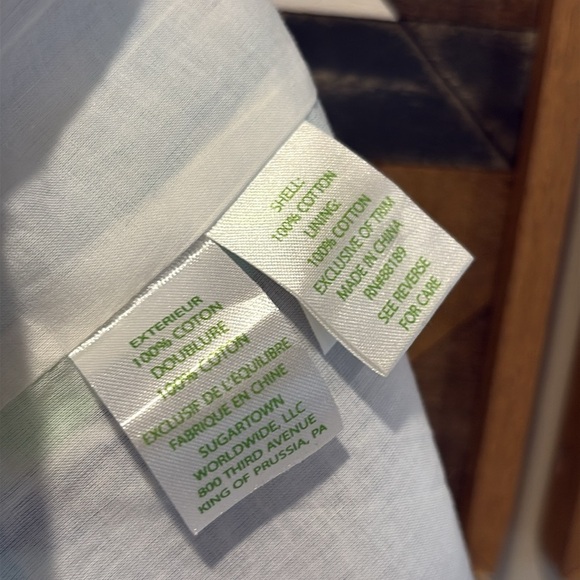 SHELL:
100% COTTON
LINING:
100% COTTON
EXCLUSIVE OF TRIM
MADE IN CHINA
RN#88189
SEE REVERSE
FOR CARE
EXTERIEUR
100% COTON
DOUBLURE
100% COTON
EXCLUSIF DE L'EQUILIBRE
FABRIQUE EN CHINE
SUGARTOWN
WORLDWIDE, LLC
800 THIRD AVENUE
KING OF PRUSSIA, PA